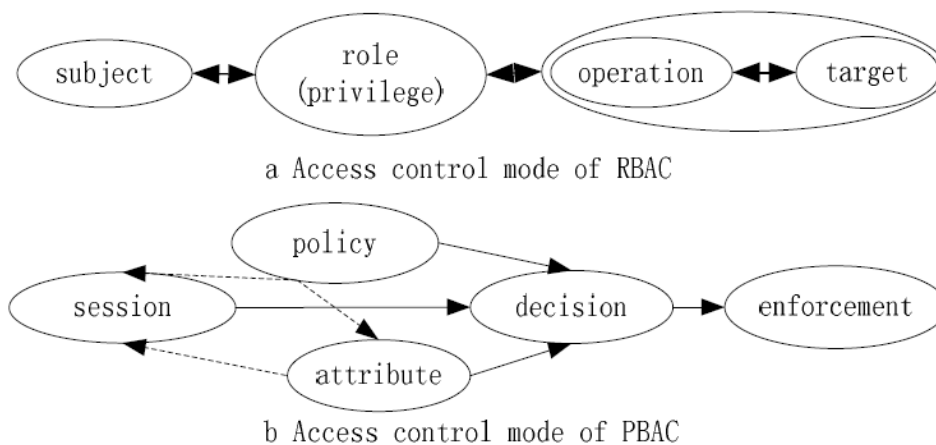 subject
role
(privilege)
operation
target
a Access control mode of RBAC
policy
session
decision
enforcement
attribute
b Access control mode of PBAC